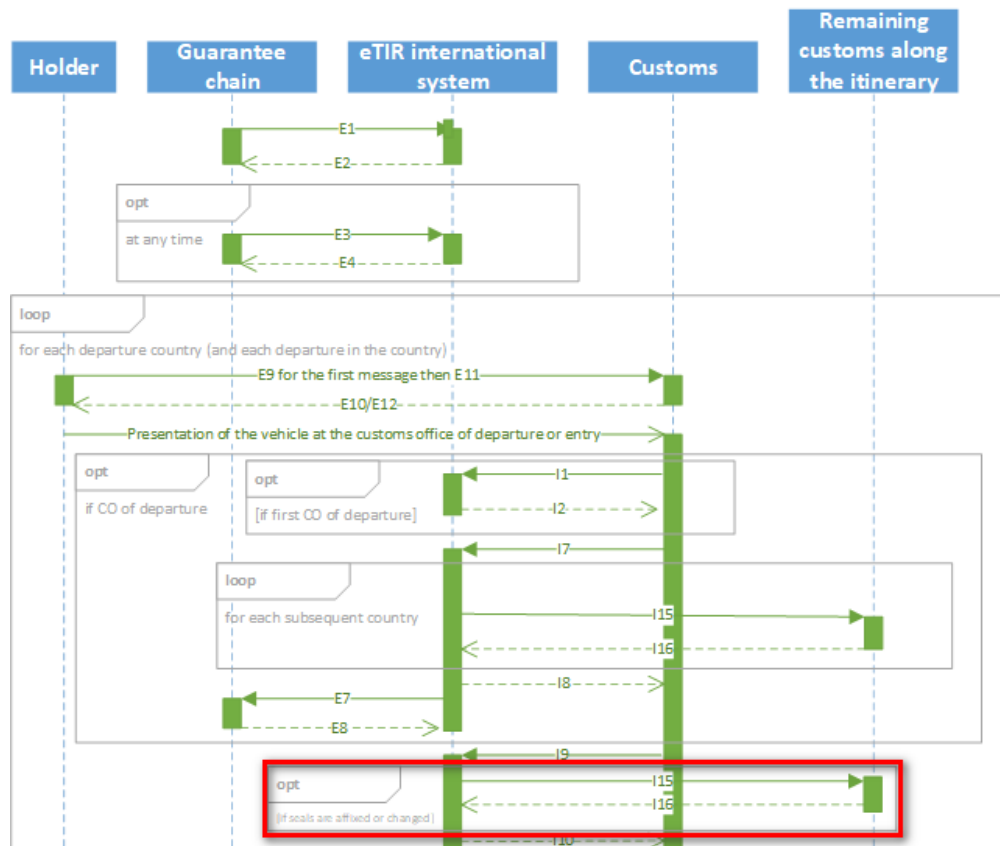 Holder
Guarantee
chain
eTIR international
system
Customs
Remaining
customs along
the itinerary
E1
E2
opt
at any time
E3
E4
loop
for each departure country (and each departure in the country)
E9 for the first message then E11
E10/E12
Presentation of the vehicle at the customs office of departure or entry
opt
if CO of departure
opt
[if first CO of departure]
I1
I2
I7
loop
for each subsequent country
I15
I16
I8
E7
E8
I9
opt
[if seals are affixed or changed]
I15
I16
I10